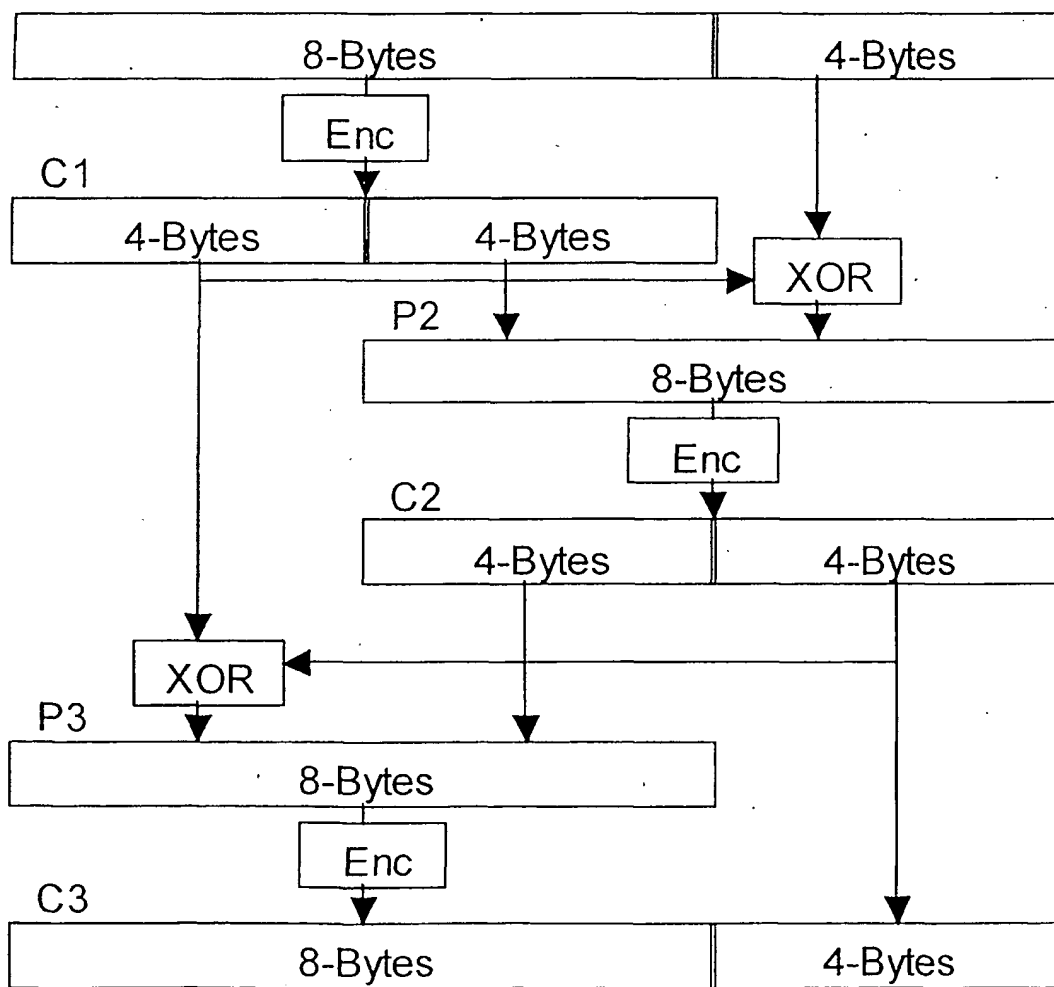 8-Bytes 4-Bytes
Enc
C1
4-Bytes 4-Bytes
XOR
P2
8-Bytes
Enc
C2
4-Bytes 4-Bytes
XOR
P3
8-Bytes
Enc
C3
8-Bytes 4-Bytes